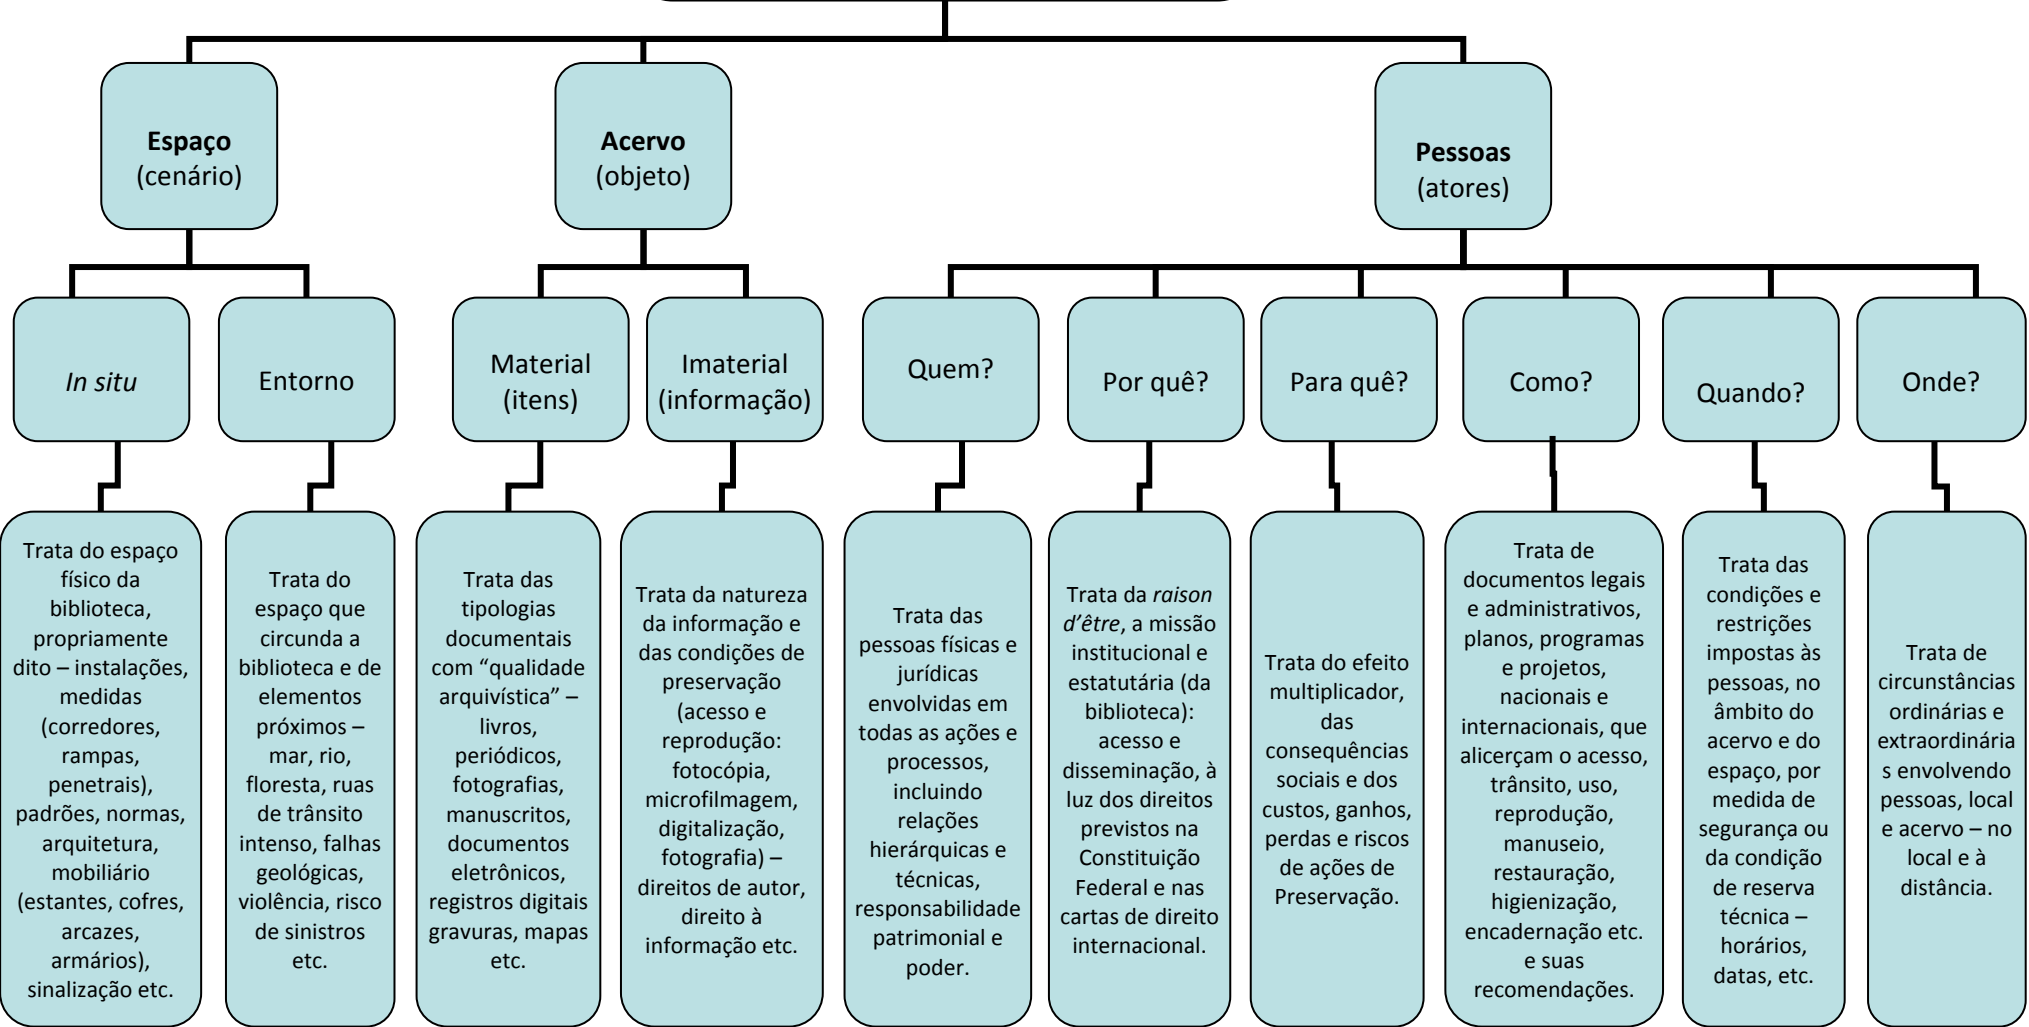 Espaço
(cenário)
Acervo
(objeto)
Pessoas
(atores)
In situ
Entorno
Material
(itens)
Imaterial
(informação)
Quem?
Por quê?
Para quê?
Como?
Quando?
Onde?
Trata do espaço
físico da
biblioteca,
propriamente
dito – instalações,
medidas
(corredores,
rampas,
penetrais),
padrões, normas,
arquitetura,
mobiliário
(estantes, cofres,
arcazes,
armários),
sinalização etc.
Trata do
espaço que
circunda a
biblioteca e de
elementos
próximos –
mar, rio,
floresta, ruas
de trânsito
intenso, falhas
geológicas,
violência, risco
de sinistros
etc.
Trata das
tipologias
documentais
com “qualidade
arquivística” –
livros,
periódicos,
fotografias,
manuscritos,
documentos
eletrônicos,
registros digitais
gravuras, mapas
etc.
Trata da natureza
da informação e
das condições de
preservação
(acesso e
reprodução:
fotocópia,
microfilmagem,
digitalização,
fotografia) –
direitos de autor,
direito à
informação etc.
Trata das
pessoas físicas e
jurídicas
envolvidas em
todas as ações e
processos,
incluindo
relações
hierárquicas e
técnicas,
responsabilidade
patrimonial e
poder.
Trata da raison
d’être, a missão
institucional e
estatutária (da
biblioteca):
acesso e
disseminação, à
luz dos direitos
previstos na
Constituição
Federal e nas
cartas de direito
internacional.
Trata do efeito
multiplicador,
das
consequências
sociais e dos
custos, ganhos,
perdas e riscos
de ações de
Preservação.
Trata de
documentos legais
e administrativos,
planos, programas
e projetos,
nacionais e
internacionais, que
alicerçam o acesso,
trânsito, uso,
reprodução,
manuseio,
restauração,
higienização,
encadernação etc.
e suas
recomendações.
Trata das
condições e
restrições
impostas às
pessoas, no
âmbito do
acervo e do
espaço, por
medida de
segurança ou
da condição
de reserva
técnica –
horários,
datas, etc.
Trata de
circunstâncias
ordinárias e
extraordinária
s envolvendo
pessoas, local
e acervo – no
local e à
distância.